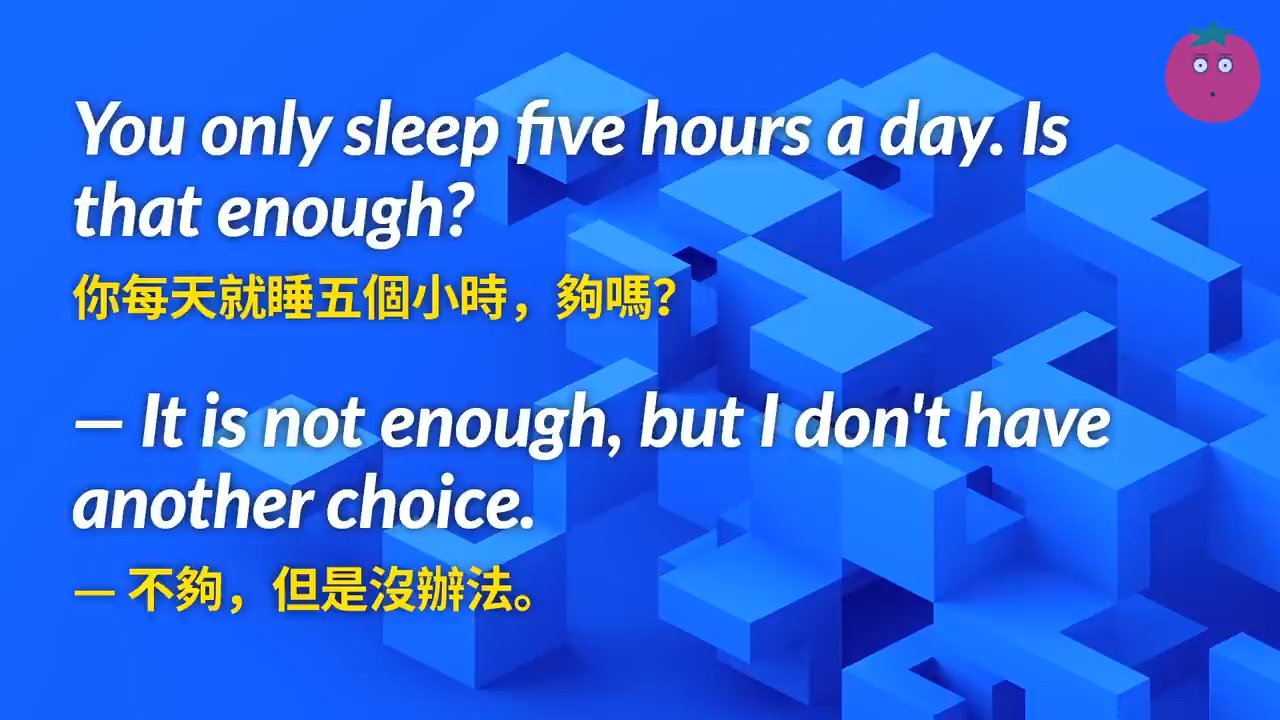 You only sleep five hours a day. Is
that enough?
你每天就睡五個小時，夠嗎？
— It is not enough, but I don't have
another choice.
— 不夠，但是沒辦法。